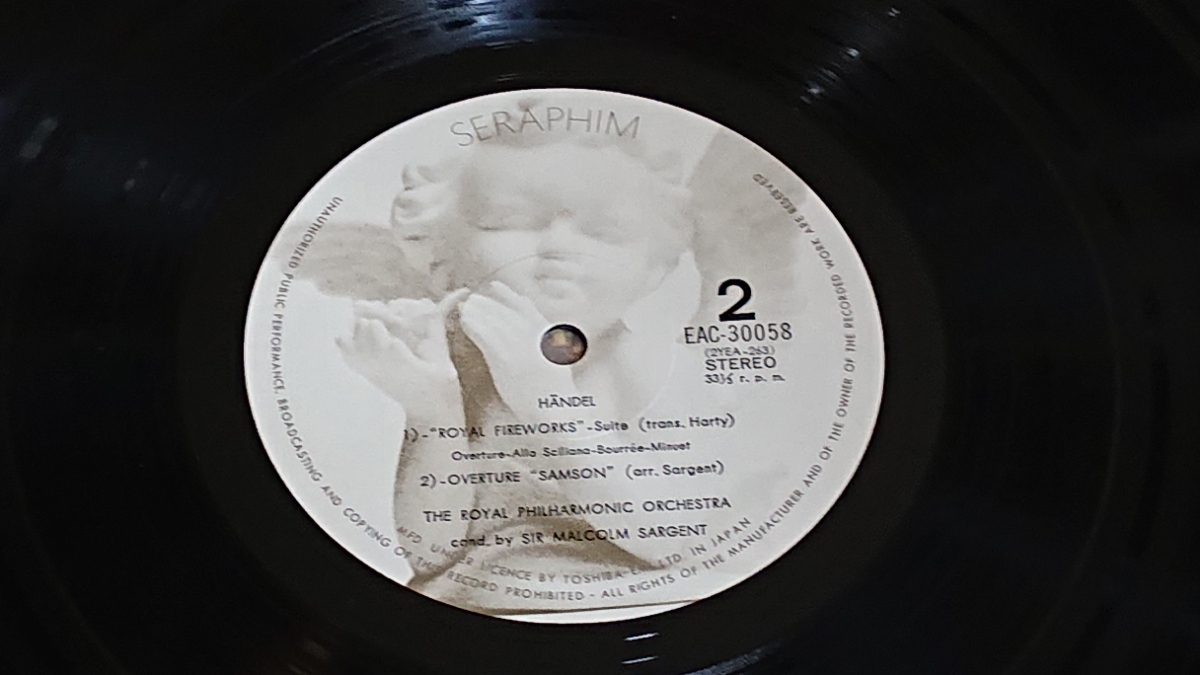 SERAPHIM
2
EAC-30058
(2YEA-263)
STEREO
33⅓ r. p. m.
HÄNDEL
1)-"ROYAL FIREWORKS"-Suite (trans. Harty)
Overture-Alla Siciliana-Bourrée-Minuet
2)-OVERTURE "SAMSON" (arr. Sargent)
THE ROYAL PHILHARMONIC ORCHESTRA
cond. by SIR MALCOLM SARGENT
MFD. UNDER LICENCE BY TOSHIBA-EMI LTD. IN JAPAN
UNAUTHORIZED PUBLIC PERFORMANCE, BROADCASTING AND COPYING OF THIS RECORD PROHIBITED - ALL RIGHTS OF THE MANUFACTURER AND OF THE OWNER OF THE RECORDED WORK ARE RESERVED